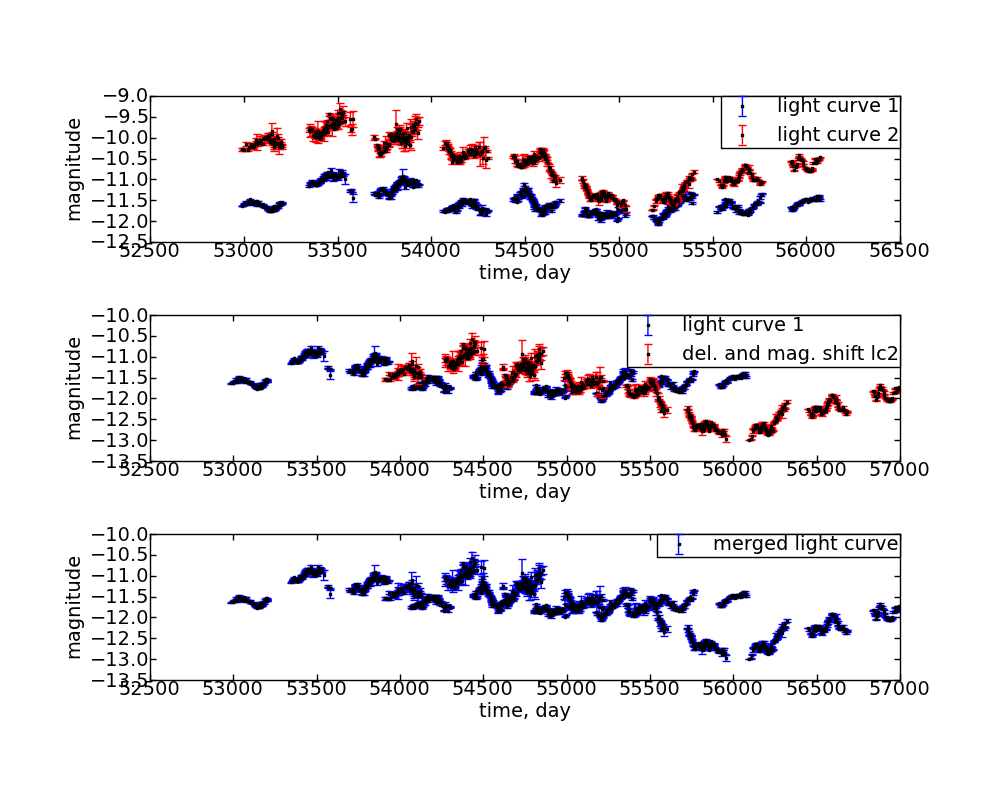 −9.0
−9.5
−10.0
−10.5
−11.0
−11.5
−12.0
−12.5
magnitude
light curve 1
light curve 2
52500 53000 53500 54000 54500 55000 55500 56000 56500
time, day
−10.0
−10.5
−11.0
−11.5
−12.0
−12.5
−13.0
−13.5
magnitude
light curve 1
del. and mag. shift lc2
52500 53000 53500 54000 54500 55000 55500 56000 56500 57000
time, day
−10.0
−10.5
−11.0
−11.5
−12.0
−12.5
−13.0
−13.5
magnitude
merged light curve
52500 53000 53500 54000 54500 55000 55500 56000 56500 57000
time, day